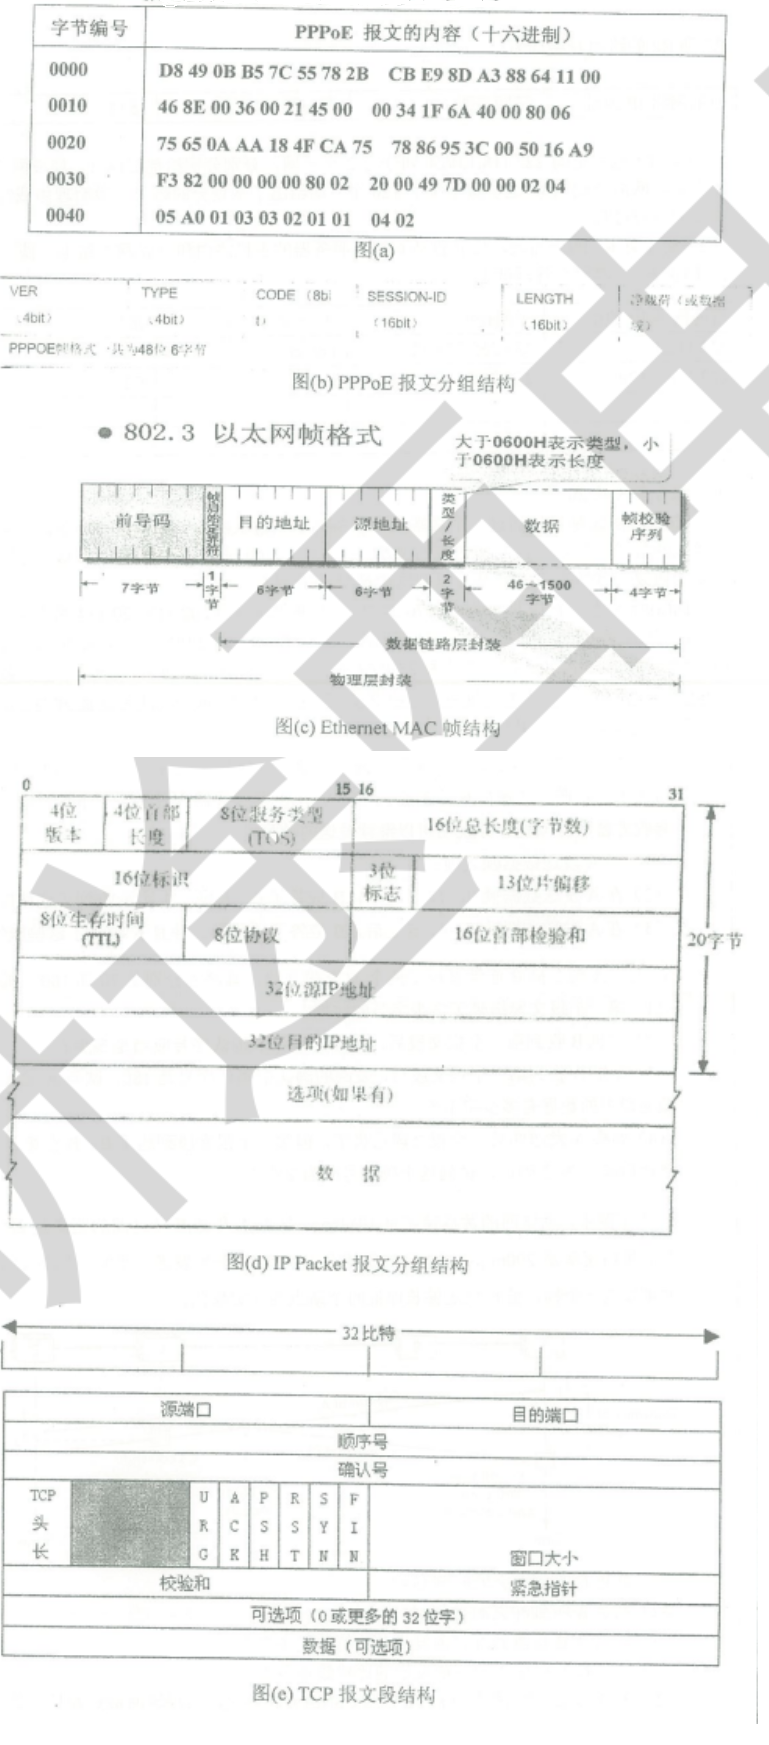 字节编号 PPPoE 报文的内容（十六进制）
0000 D8 49 0B B5 7C 55 78 2B CB E9 8D A3 88 64 11 00
0010 46 8E 00 36 00 21 45 00 00 34 1F 6A 40 00 80 06
0020 75 65 0A AA 18 4F CA 75 78 86 95 3C 00 50 16 A9
0030 F3 82 00 00 00 00 80 02 20 00 49 7D 00 00 02 04
0040 05 A0 01 03 03 02 01 01 04 02
图(a)
VER TYPE CODE（8bi SESSION-ID LENGTH 净载荷（或数据
（4bit） （4bit） t） （16bit） （16bit） 域）
PPPOE帧格式 共为48位 6字节
图(b) PPPoE 报文分组结构
● 802.3 以太网帧格式
大于0600H表示类型，小
于0600H表示长度
前导码 帧启始定界符 目的地址 源地址 类型/长度 数据 帧校验序列
7字节 1字节 6字节 6字节 2字节 46~1500字节 4字节
数据链路层封装
物理层封装
图(c) Ethernet MAC 帧结构
0 15 16 31
4位版本 4位首部长度 8位服务类型(TOS) 16位总长度(字节数)
16位标识 3位标志 13位片偏移
8位生存时间(TTL) 8位协议 16位首部检验和
20字节
32位源IP地址
32位目的IP地址
选项(如果有)
数 据
图(d) IP Packet 报文分组结构
32比特
源端口 目的端口
顺序号
确认号
TCP头长 URG ACK PSH RST SYN FIN 窗口大小
校验和 紧急指针
可选项（0 或更多的 32 位字）
数据（可选项）
图(e) TCP 报文段结构